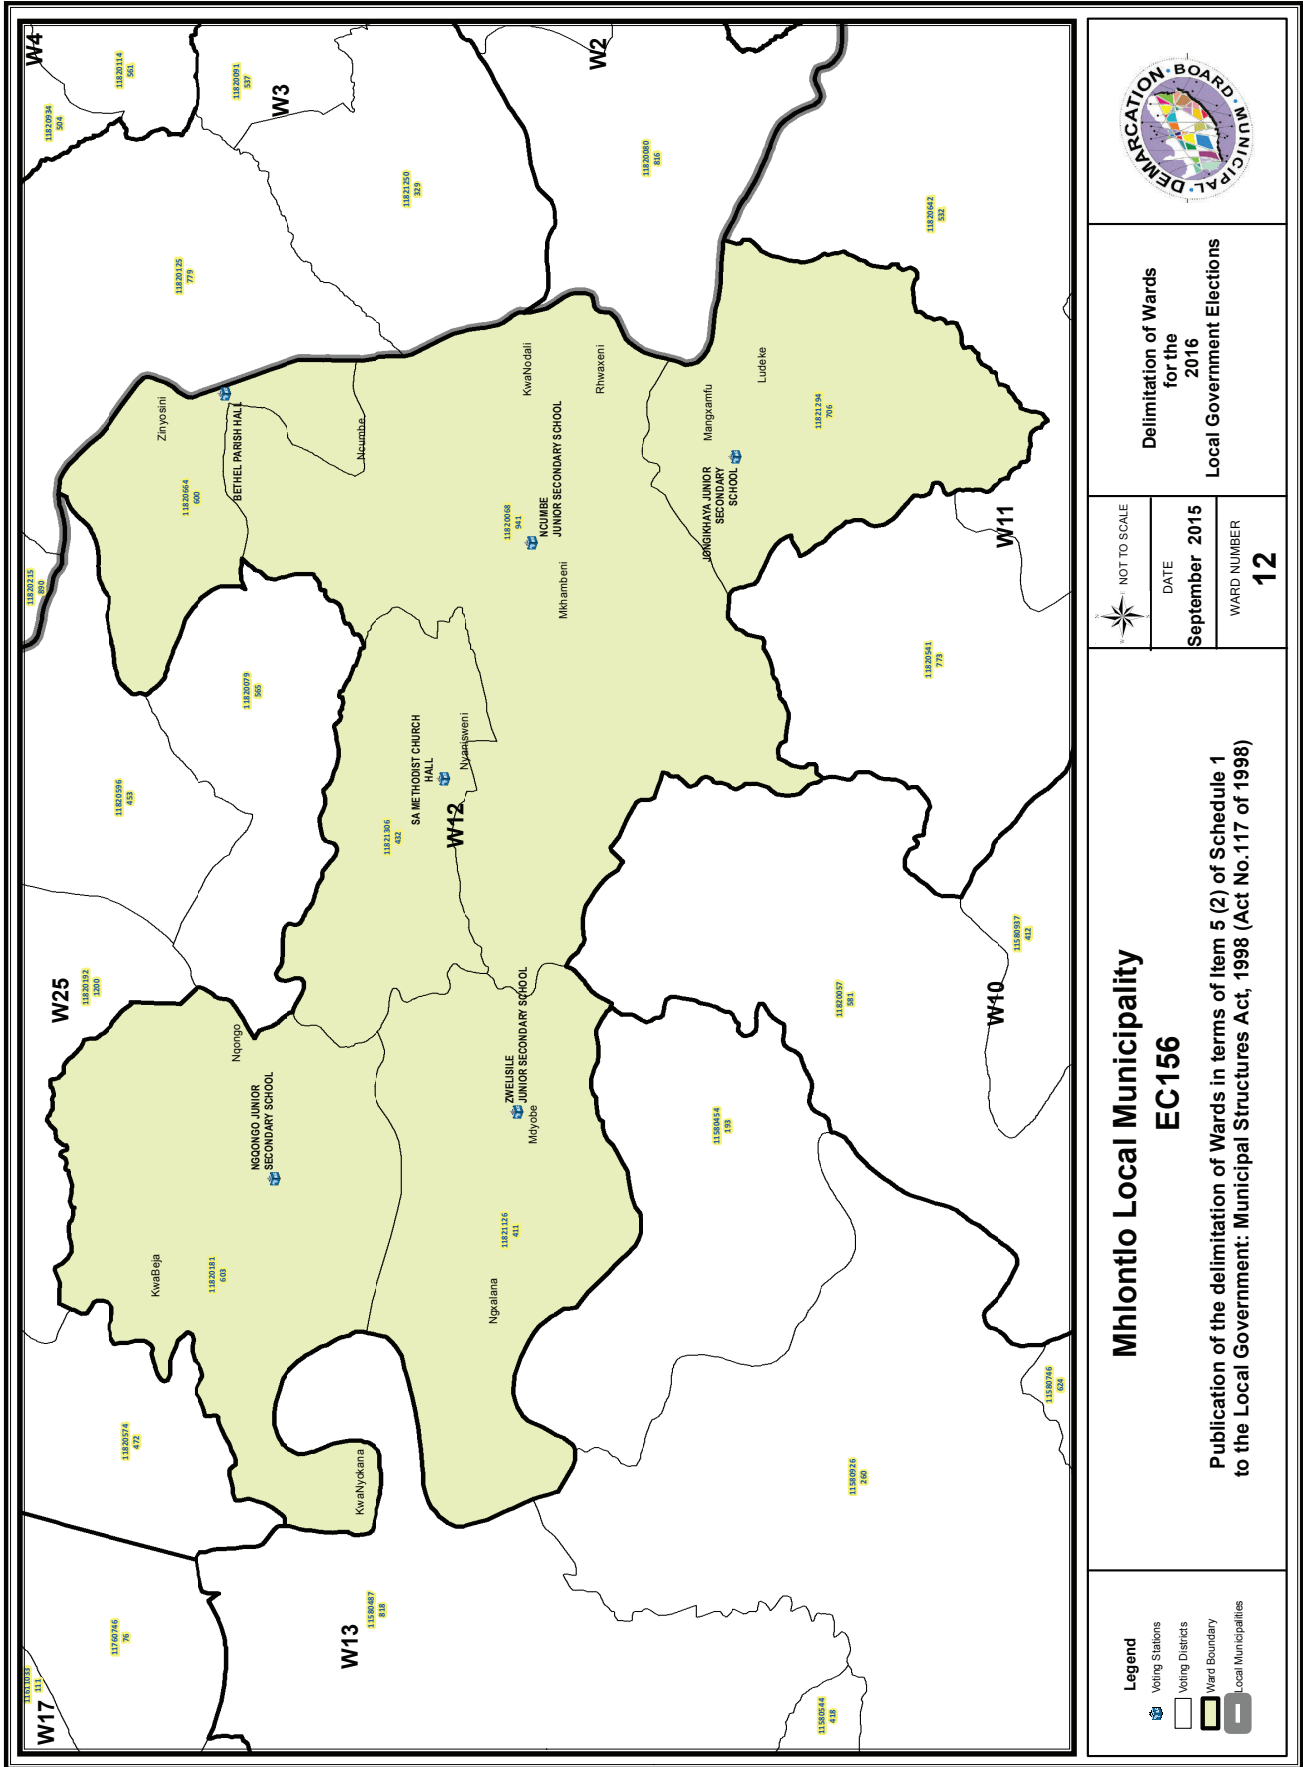 W4
11820114
561
11820934
504
11820091
537
W3
W2
11820080
816
11821250
329
11820642
532
11820125
779
11820215
890
Zinyosini
11820664
600
BETHEL PARISH HALL
Ncumbe
KwaNodali
Rhwaxeni
11820068
941
NCUMBE
JUNIOR SECONDARY SCHOOL
Mkhambeni
Ludeke
Mangxamfu
11821294
706
JONGIKHAYA JUNIOR
SECONDARY
SCHOOL
W11
11820541
773
11820079
565
11820596
453
SA METHODIST CHURCH
HALL
Nyanisweni
11821306
432
W12
W25
11820192
1200
Nqongo
NGQONGO JUNIOR
SECONDARY SCHOOL
ZWELISILE
JUNIOR SECONDARY SCHOOL
Mdyobe
11820057
581
11580937
412
W10
11580454
193
KwaBeja
11820181
603
11821126
411
Ngxalana
11820574
472
KwaNyokana
11580926
260
11580746
624
11580487
818
W13
11760746
76
11611033
111
W17
11580544
418
Legend
Voting Stations
Voting Districts
Ward Boundary
Local Municipalities
Mhlontlo Local Municipality
EC156
Publication of the delimitation of Wards in terms of Item 5 (2) of Schedule 1
to the Local Government: Municipal Structures Act, 1998 (Act No.117 of 1998)
NOT TO SCALE
DATE
September 2015
WARD NUMBER
12
Delimitation of Wards
for the
2016
Local Government Elections
MUNICIPAL • DEMARCATION • BOARD •